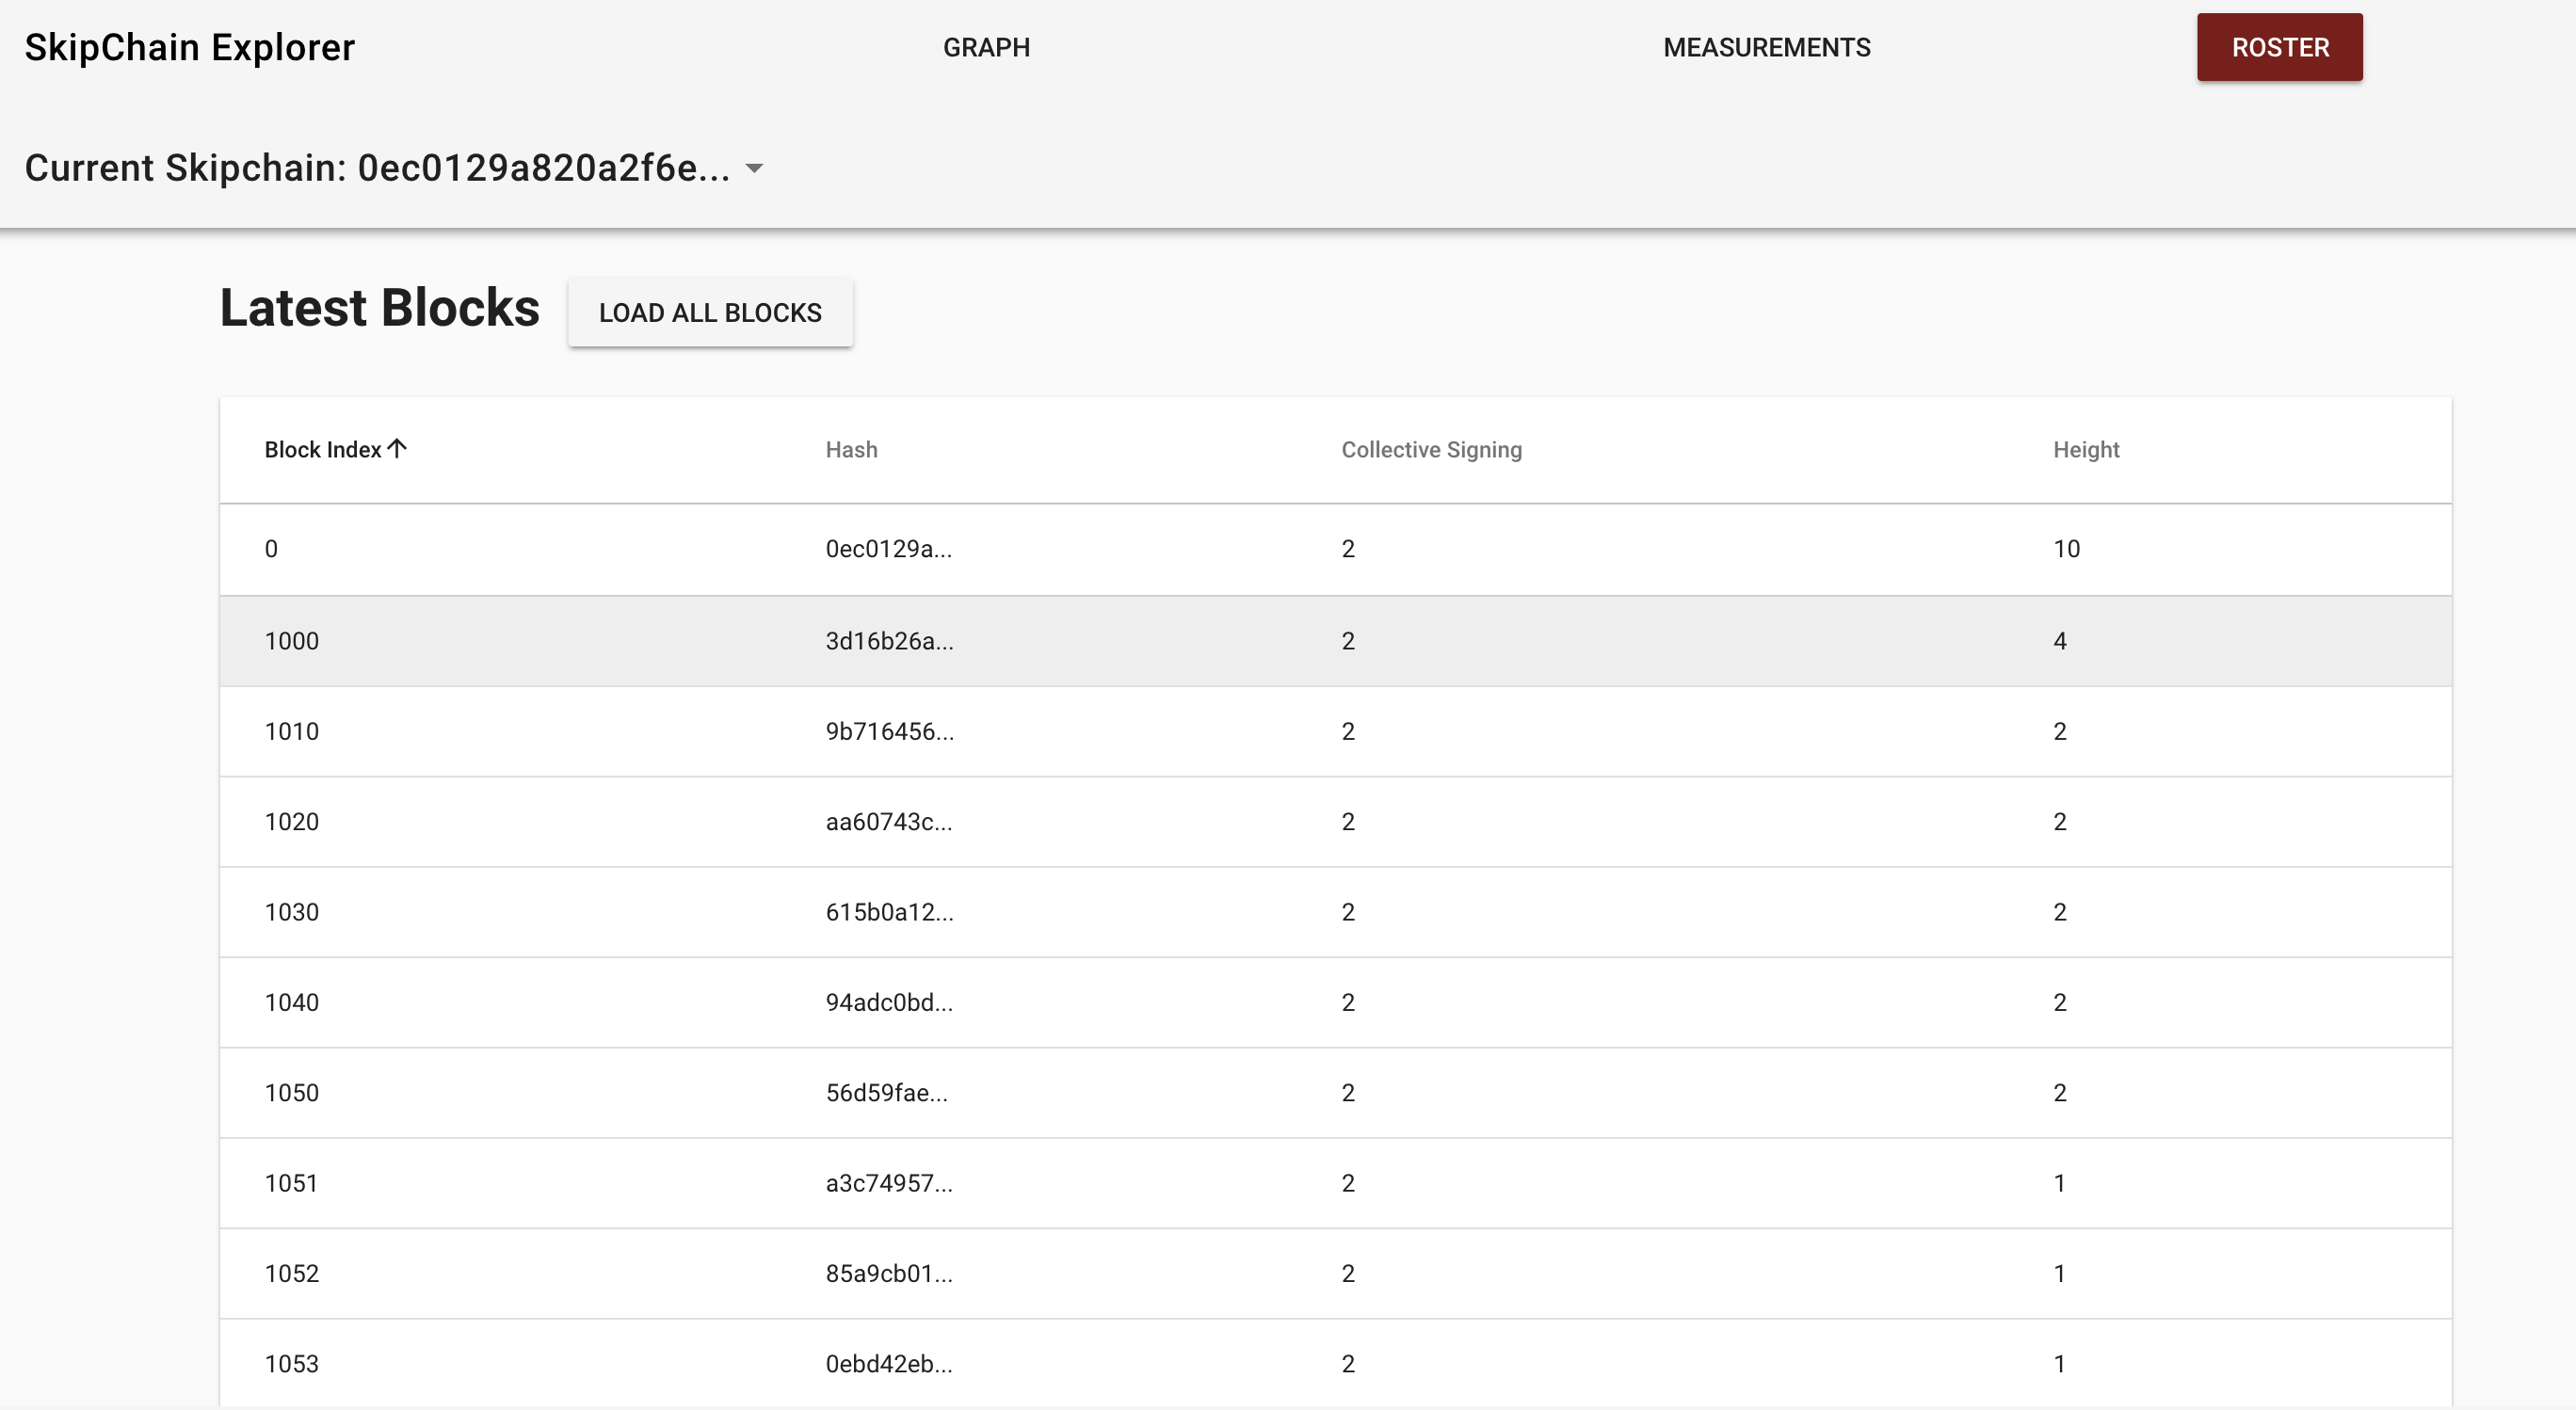 SkipChain Explorer GRAPH MEASUREMENTS ROSTER
Current Skipchain: 0ec0129a820a2f6e...
Latest Blocks LOAD ALL BLOCKS
Block Index Hash Collective Signing Height
0 0ec0129a... 2 10
1000 3d16b26a... 2 4
1010 9b716456... 2 2
1020 aa60743c... 2 2
1030 615b0a12... 2 2
1040 94adc0bd... 2 2
1050 56d59fae... 2 2
1051 a3c74957... 2 1
1052 85a9cb01... 2 1
1053 0ebd42eb... 2 1